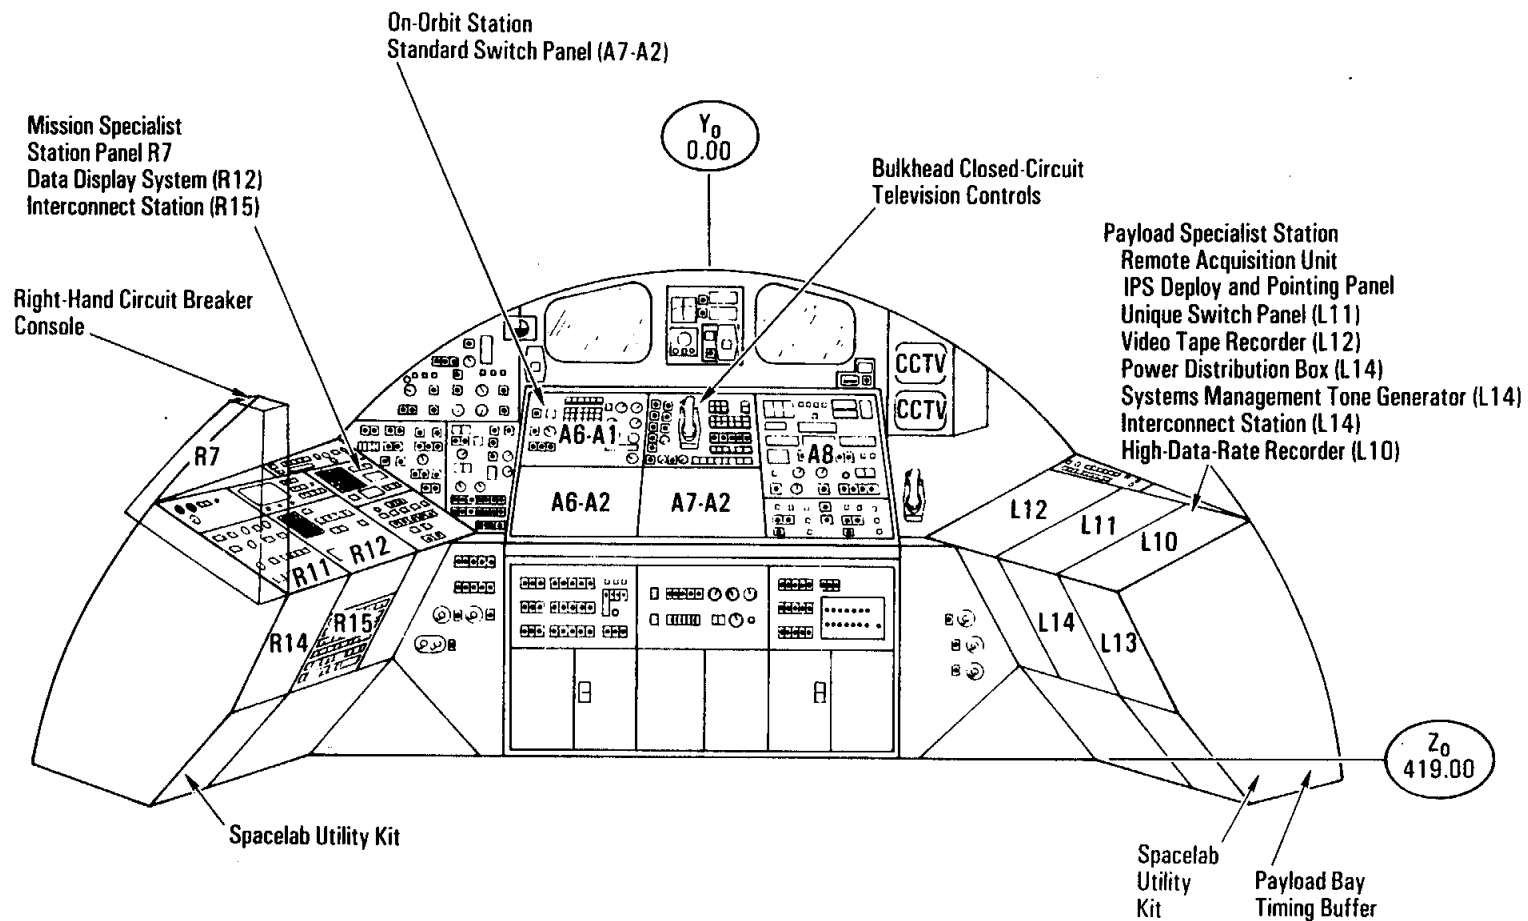 On-Orbit Station
Standard Switch Panel (A7-A2)
Mission Specialist
Station Panel R7
Data Display System (R12)
Interconnect Station (R15)
Y0
0.00
Bulkhead Closed-Circuit
Television Controls
Payload Specialist Station
Remote Acquisition Unit
IPS Deploy and Pointing Panel
Unique Switch Panel (L11)
Video Tape Recorder (L12)
Power Distribution Box (L14)
Systems Management Tone Generator (L14)
Interconnect Station (L14)
High-Data-Rate Recorder (L10)
Right-Hand Circuit Breaker
Console
CCTV
CCTV
R7
A6-A1
A8
A6-A2
A7-A2
L12
L11
L10
R11
R12
R14
R15
L14
L13
Z0
419.00
Spacelab Utility Kit
Spacelab
Utility
Kit
Payload Bay
Timing Buffer